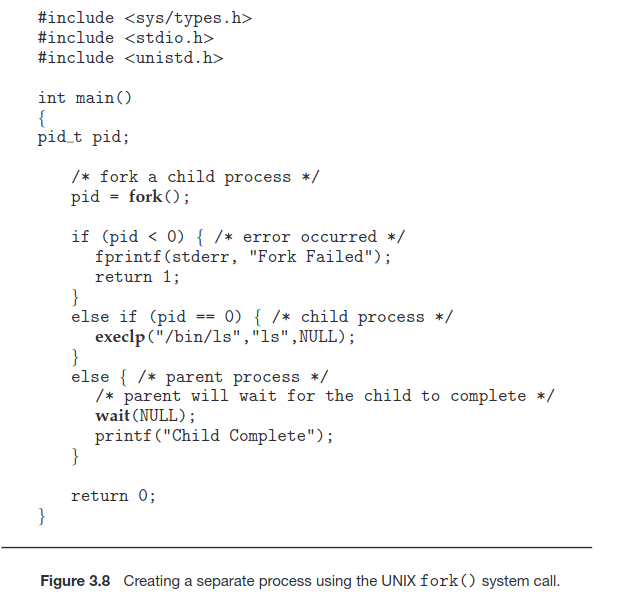 #include <sys/types.h>
#include <stdio.h>
#include <unistd.h>

int main()
{
pid_t pid;

    /* fork a child process */
    pid = fork();

    if (pid < 0) { /* error occurred */
       fprintf(stderr, "Fork Failed");
       return 1;
    }
    else if (pid == 0) { /* child process */
       execlp("/bin/ls","ls",NULL);
    }
    else { /* parent process */
       /* parent will wait for the child to complete */
       wait(NULL);
       printf("Child Complete");
    }

    return 0;
}
Figure 3.8 Creating a separate process using the UNIX fork() system call.